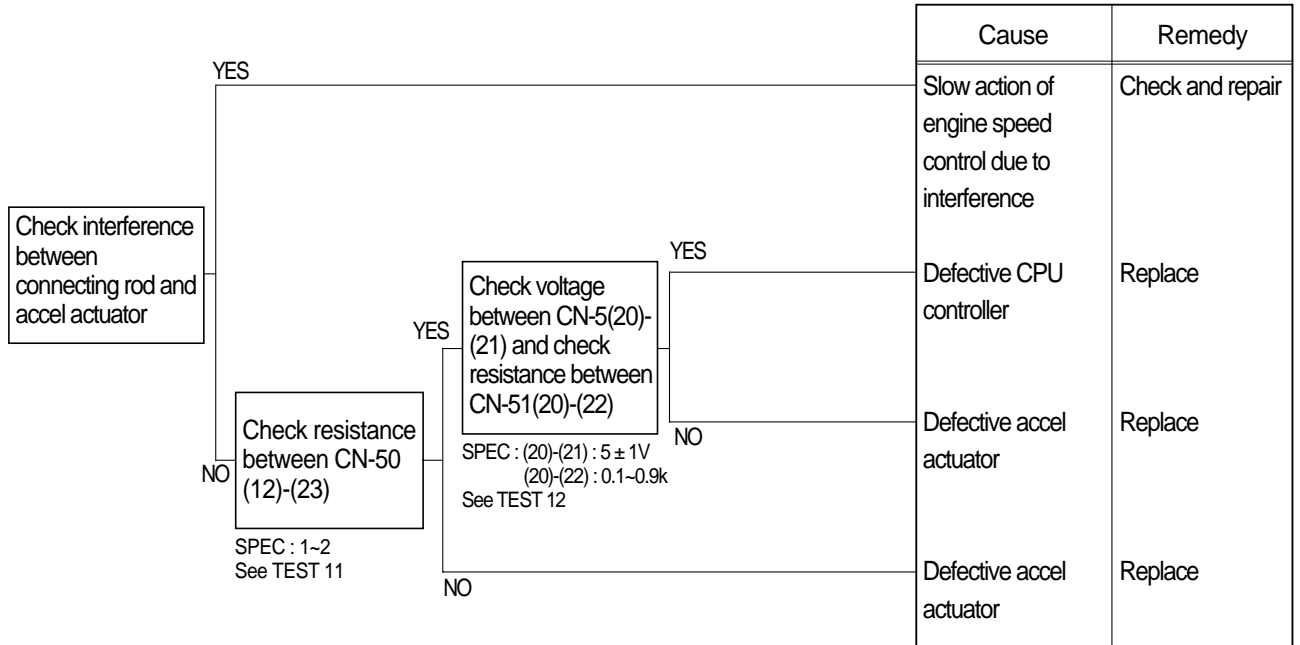 Cause
Remedy
YES
Slow action of
engine speed
control due to
interference
Check and repair
Check interference
between
connecting rod and
accel actuator
YES
Defective CPU
controller
Replace
YES
Check voltage
between CN-5(20)-
(21) and check
resistance between
CN-51(20)-(22)
NO
SPEC : (20)-(21) : 5 ± 1V
(20)-(22) : 0.1~0.9k
See TEST 12
Defective accel
actuator
Replace
NO
Check resistance
between CN-50
(12)-(23)
SPEC : 1~2
See TEST 11
NO
Defective accel
actuator
Replace